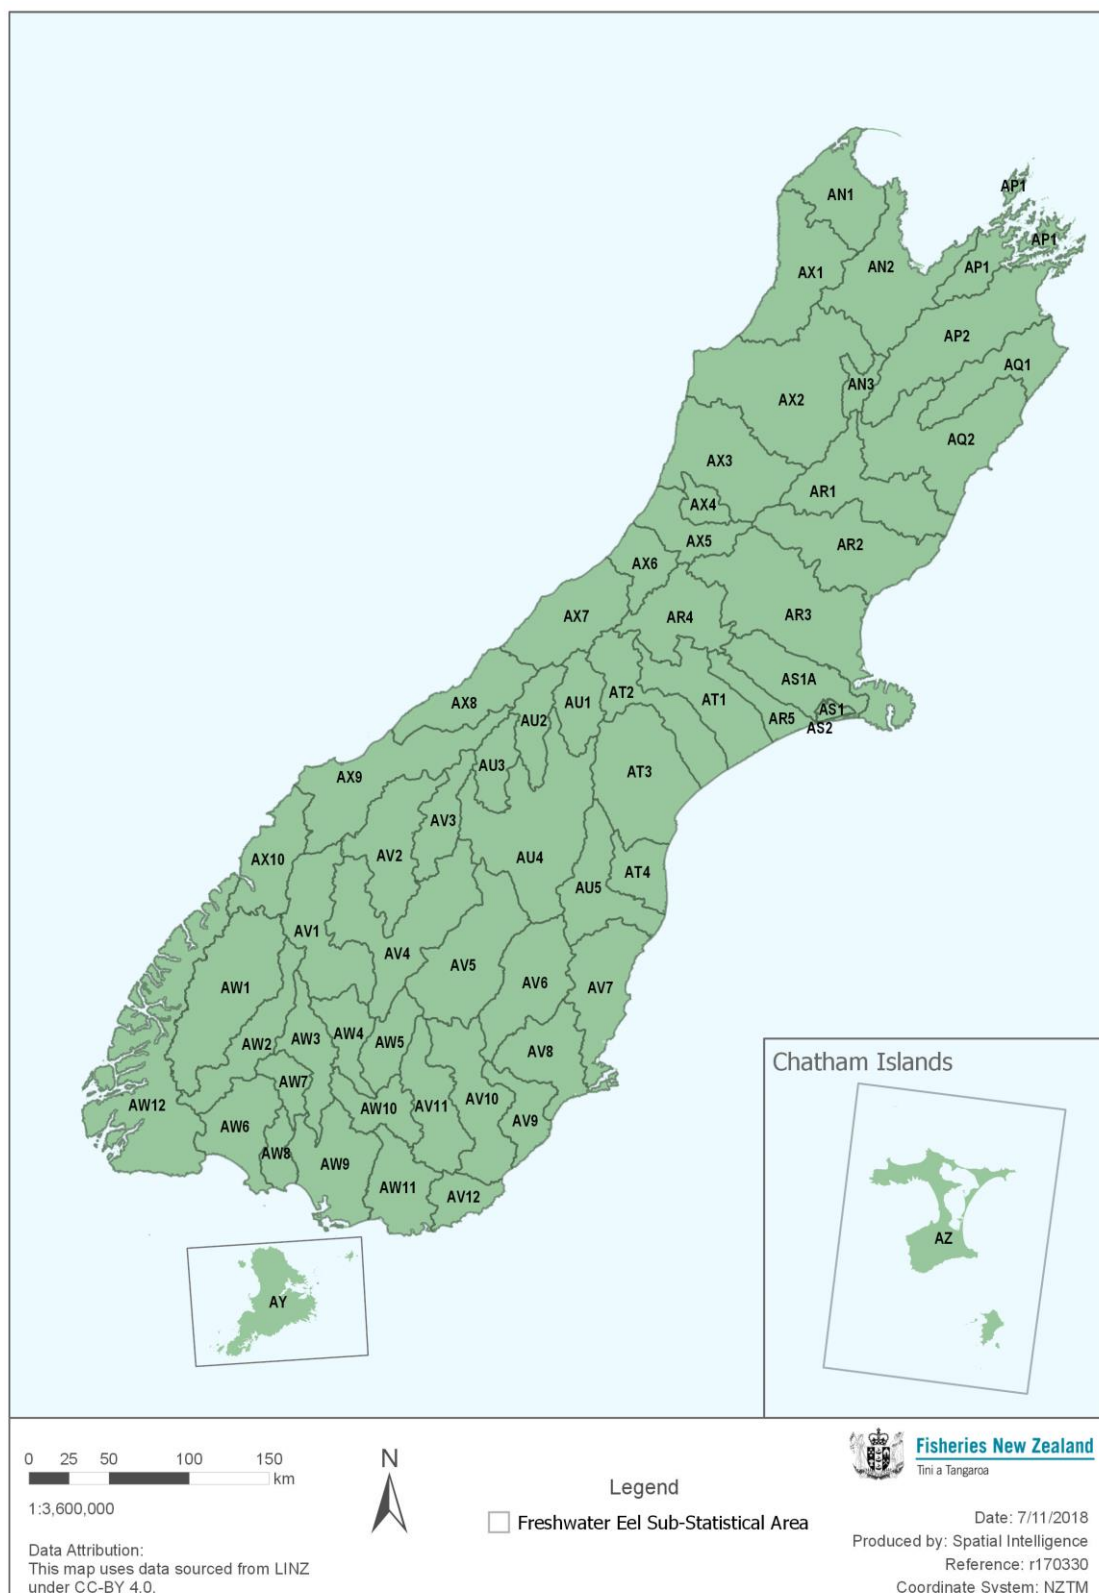 AP1
AN1
AP1
AN2
AP1
AX1
AP2
AQ1
AN3
AX2
AQ2
AX3
AR1
AX4
AX5
AR2
AX6
AX7
AR4
AR3
AS1A
AT2
AT1
AU1
AX8
AS1
AU2
AR5
AS2
AU3
AT3
AX9
AV3
AV2
AU4
AX10
AT4
AU5
AV1
AV4
AV5
AV6
AV7
AW1
AW4
AW3
AW5
AW2
AV8
Chatham Islands
AW7
AV10
AW12
AW10
AV11
AV9
AW6
AW8
AW9
AW11
AV12
AZ
AY
0 25 50 100 150
km
1:3,600,000
Data Attribution:
This map uses data sourced from LINZ
under CC-BY 4.0.
N
Legend
Freshwater Eel Sub-Statistical Area
Fisheries New Zealand
Tini a Tangaroa
Date: 7/11/2018
Produced by: Spatial Intelligence
Reference: r170330
Coordinate System: NZTM